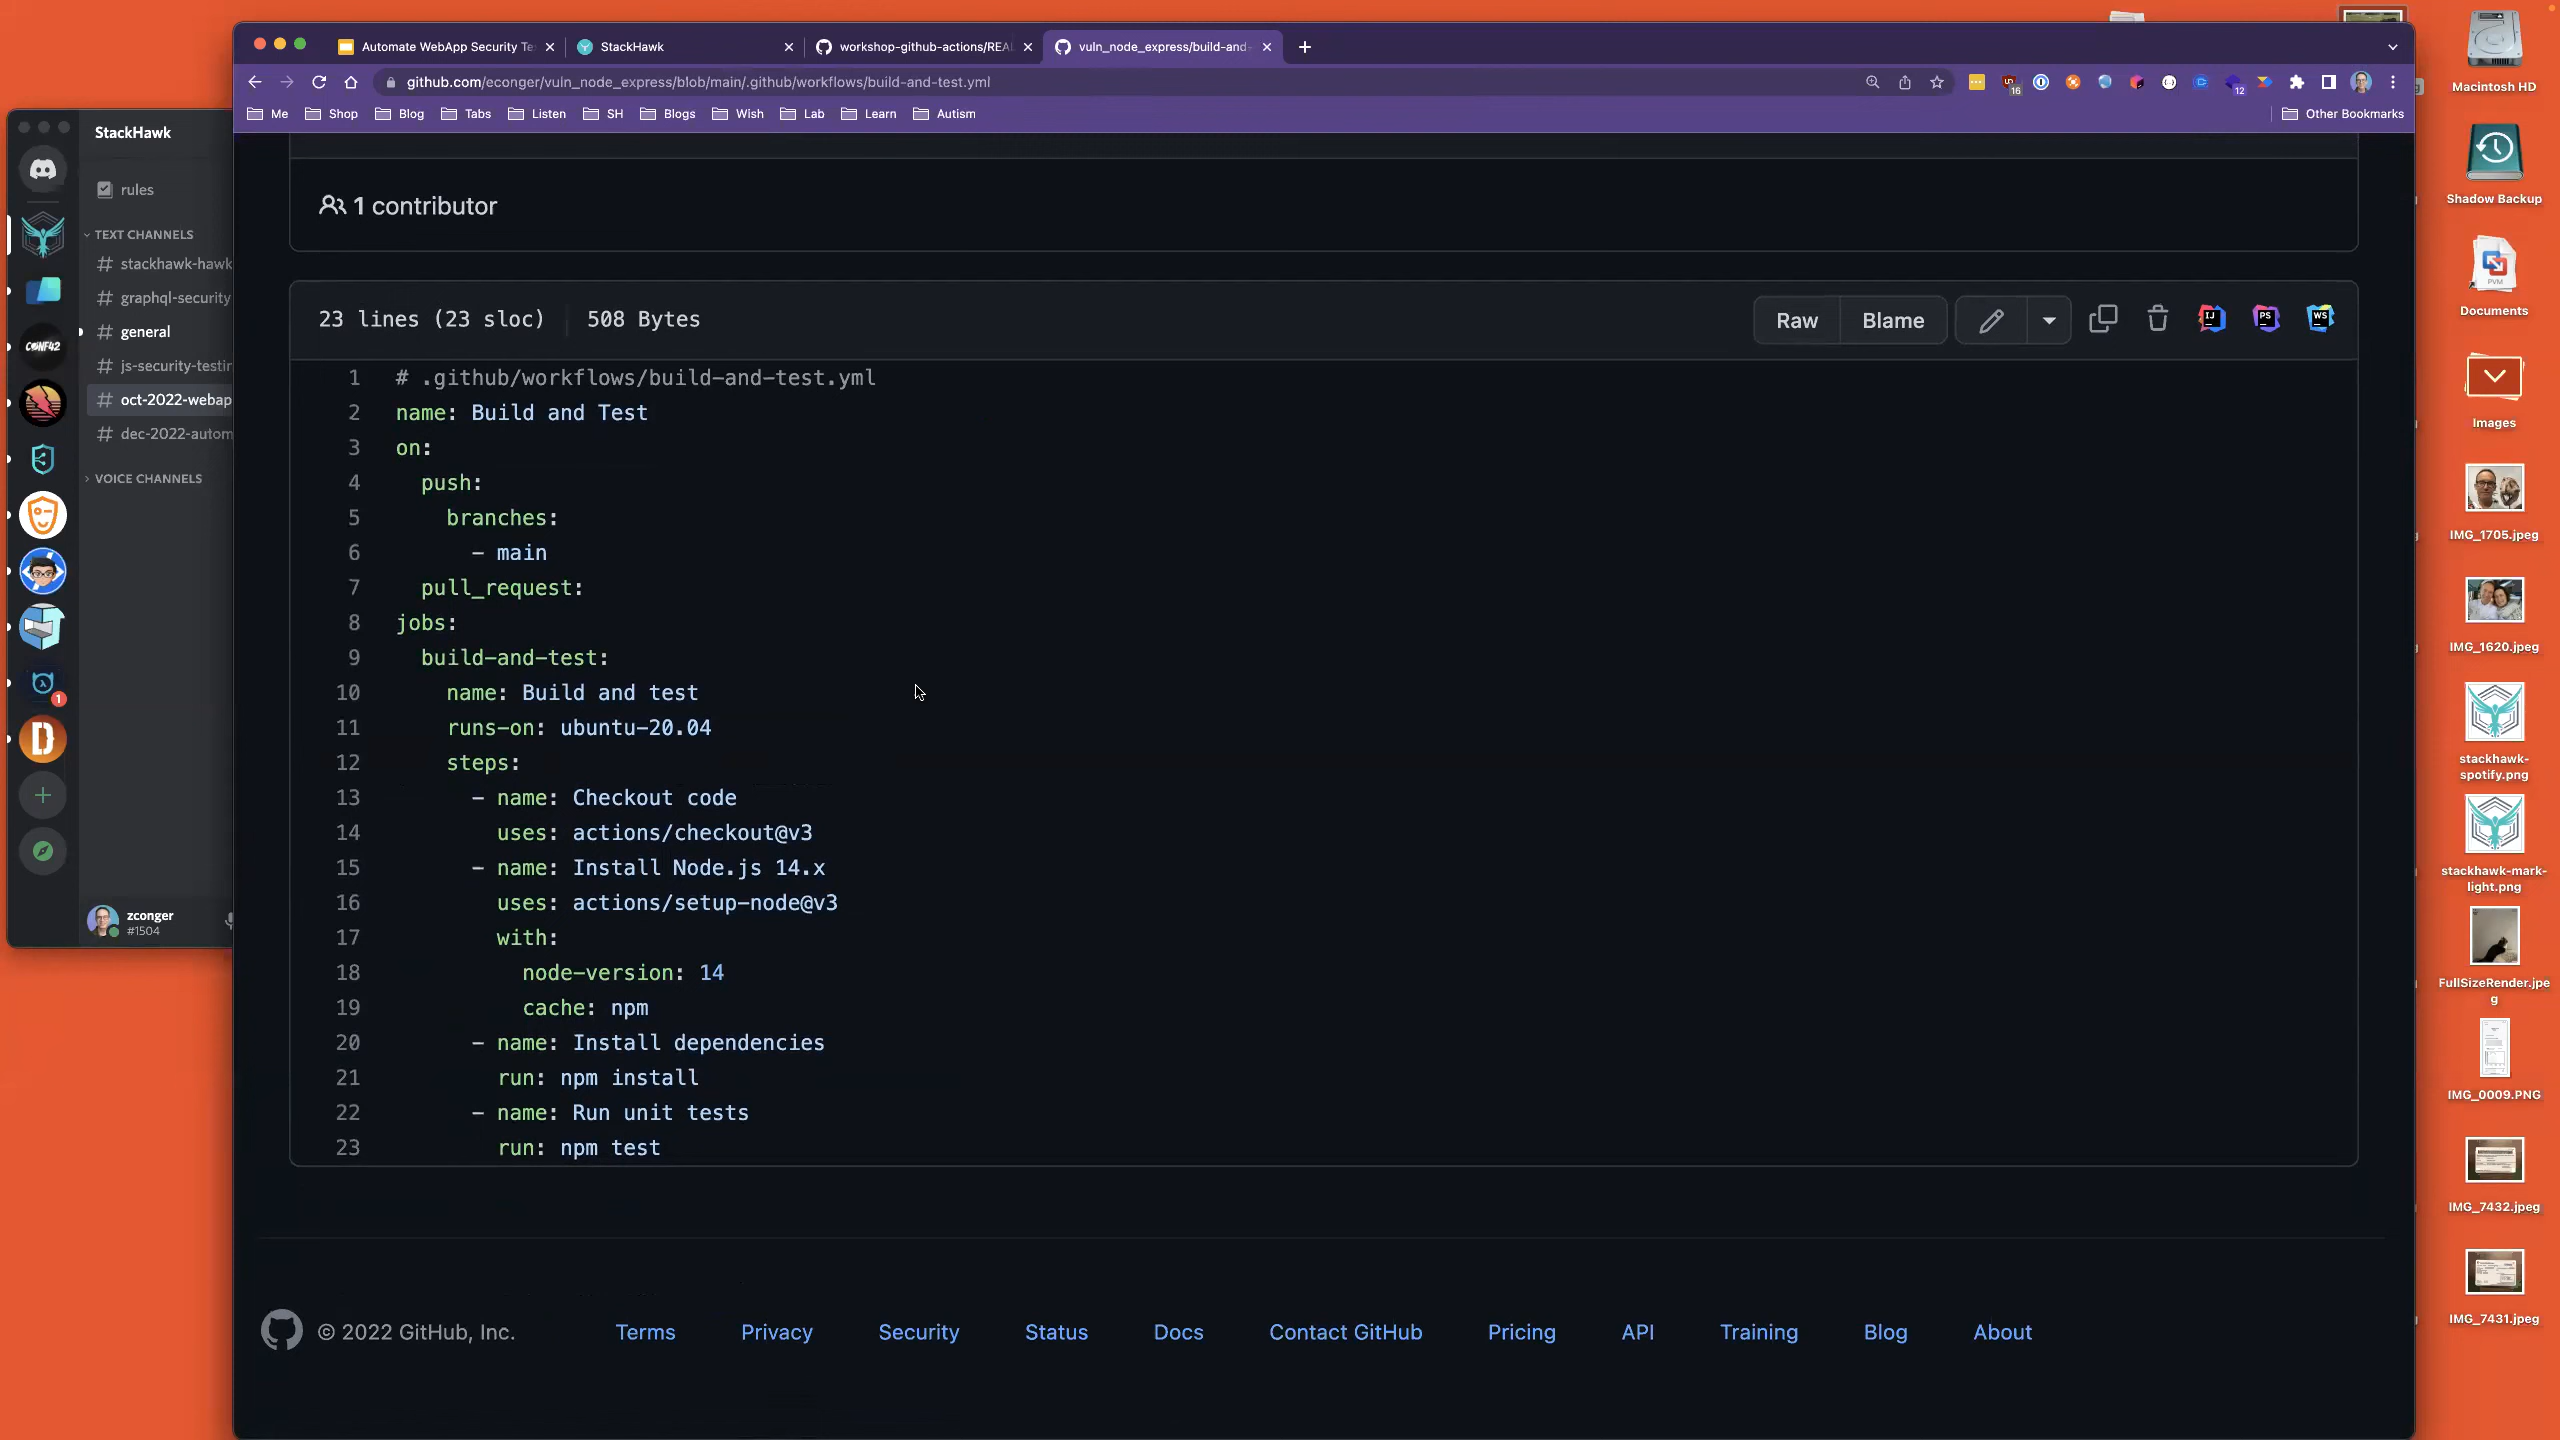 Automate WebApp Security Te
StackHawk
workshop-github-actions/REA
vuln_node_express/build-and-
github.com/econger/vuln_node_express/blob/main/.github/workflows/build-and-test.yml
16
12
Me
Shop
Blog
Tabs
Listen
SH
Blogs
Wish
Lab
Learn
Autism
Other Bookmarks
StackHawk
rules
TEXT CHANNELS
# stackhawk-hawk
# graphql-security
# general
# js-security-testin
# oct-2022-webap
# dec-2022-autom
VOICE CHANNELS
CONF42
1
D
zconger
#1504
1 contributor
23 lines (23 sloc) 508 Bytes
Raw
Blame
IJ
PS
WS
1 # .github/workflows/build-and-test.yml
2 name: Build and Test
3 on:
4 push:
5 branches:
6 - main
7 pull_request:
8 jobs:
9 build-and-test:
10 name: Build and test
11 runs-on: ubuntu-20.04
12 steps:
13 - name: Checkout code
14 uses: actions/checkout@v3
15 - name: Install Node.js 14.x
16 uses: actions/setup-node@v3
17 with:
18 node-version: 14
19 cache: npm
20 - name: Install dependencies
21 run: npm install
22 - name: Run unit tests
23 run: npm test
© 2022 GitHub, Inc.
Terms
Privacy
Security
Status
Docs
Contact GitHub
Pricing
API
Training
Blog
About
Macintosh HD
Shadow Backup
PVM
Documents
Images
IMG_1705.jpeg
IMG_1620.jpeg
stackhawk-
spotify.png
stackhawk-mark-
light.png
FullSizeRender.jpe
g
IMG_0009.PNG
IMG_7432.jpeg
IMG_7431.jpeg